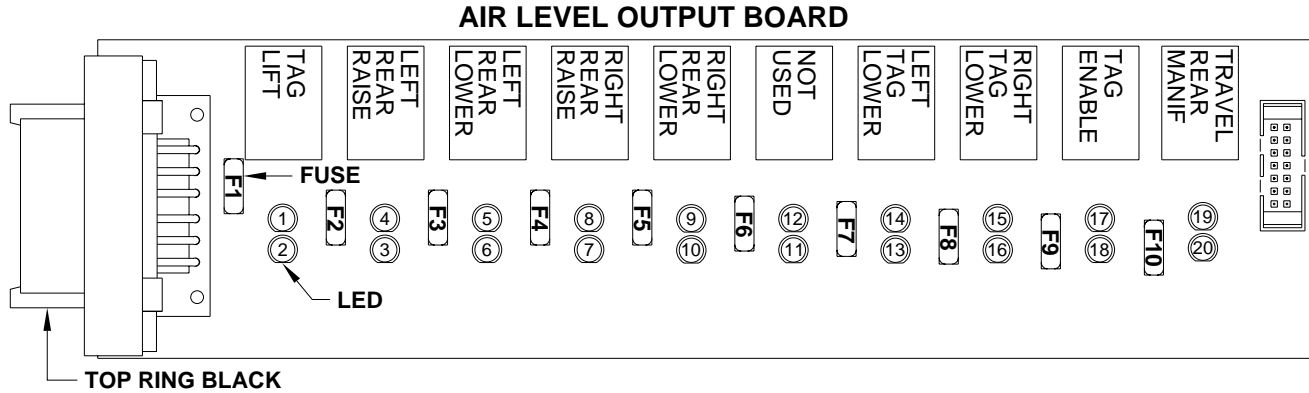 AIR LEVEL OUTPUT BOARD
TAG
LIFT
LEFT
REAR
RAISE
LEFT
REAR
LOWER
RIGHT
REAR
RAISE
RIGHT
REAR
LOWER
NOT
USED
LEFT
TAG
LOWER
RIGHT
TAG
LOWER
TAG
ENABLE
TRAVEL
REAR
MANIF
FUSE
F1
F2
F3
F4
F5
F6
F7
F8
F9
F10
1
4
5
8
9
12
14
15
17
19
2
3
6
7
10
11
13
16
18
20
LED
TOP RING BLACK